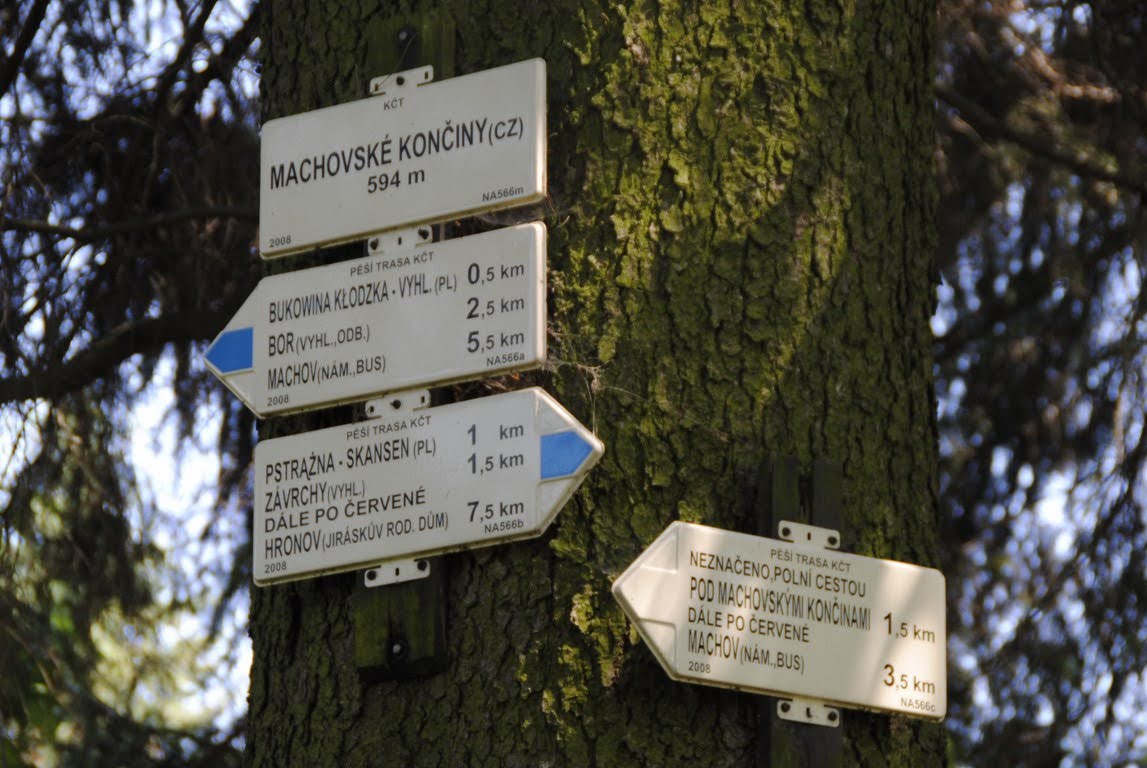 KČT
MACHOVSKÉ KONČINY(CZ)
594 m
NA566m
2008
PĚŠÍ TRASA KČT
BUKOWINA KŁODZKA - VYHL.(PL) 0,5 km
BOR(VYHL.,ODB.) 2,5 km
MACHOV(NÁM.,BUS) 5,5 km
NA566a
2008
PĚŠÍ TRASA KČT
PSTRĄŻNA - SKANSEN (PL) 1 km
ZÁVRCHY(VYHL.) 1,5 km
DÁLE PO ČERVENÉ
HRONOV(JIRÁSKŮV ROD. DŮM) 7,5 km
NA566b
2008
PĚŠÍ TRASA KČT
NEZNAČENO,POLNÍ CESTOU
POD MACHOVSKÝMI KONČINAMI 1,5 km
DÁLE PO ČERVENÉ
MACHOV(NÁM.,BUS) 3,5 km
2008
NA566c